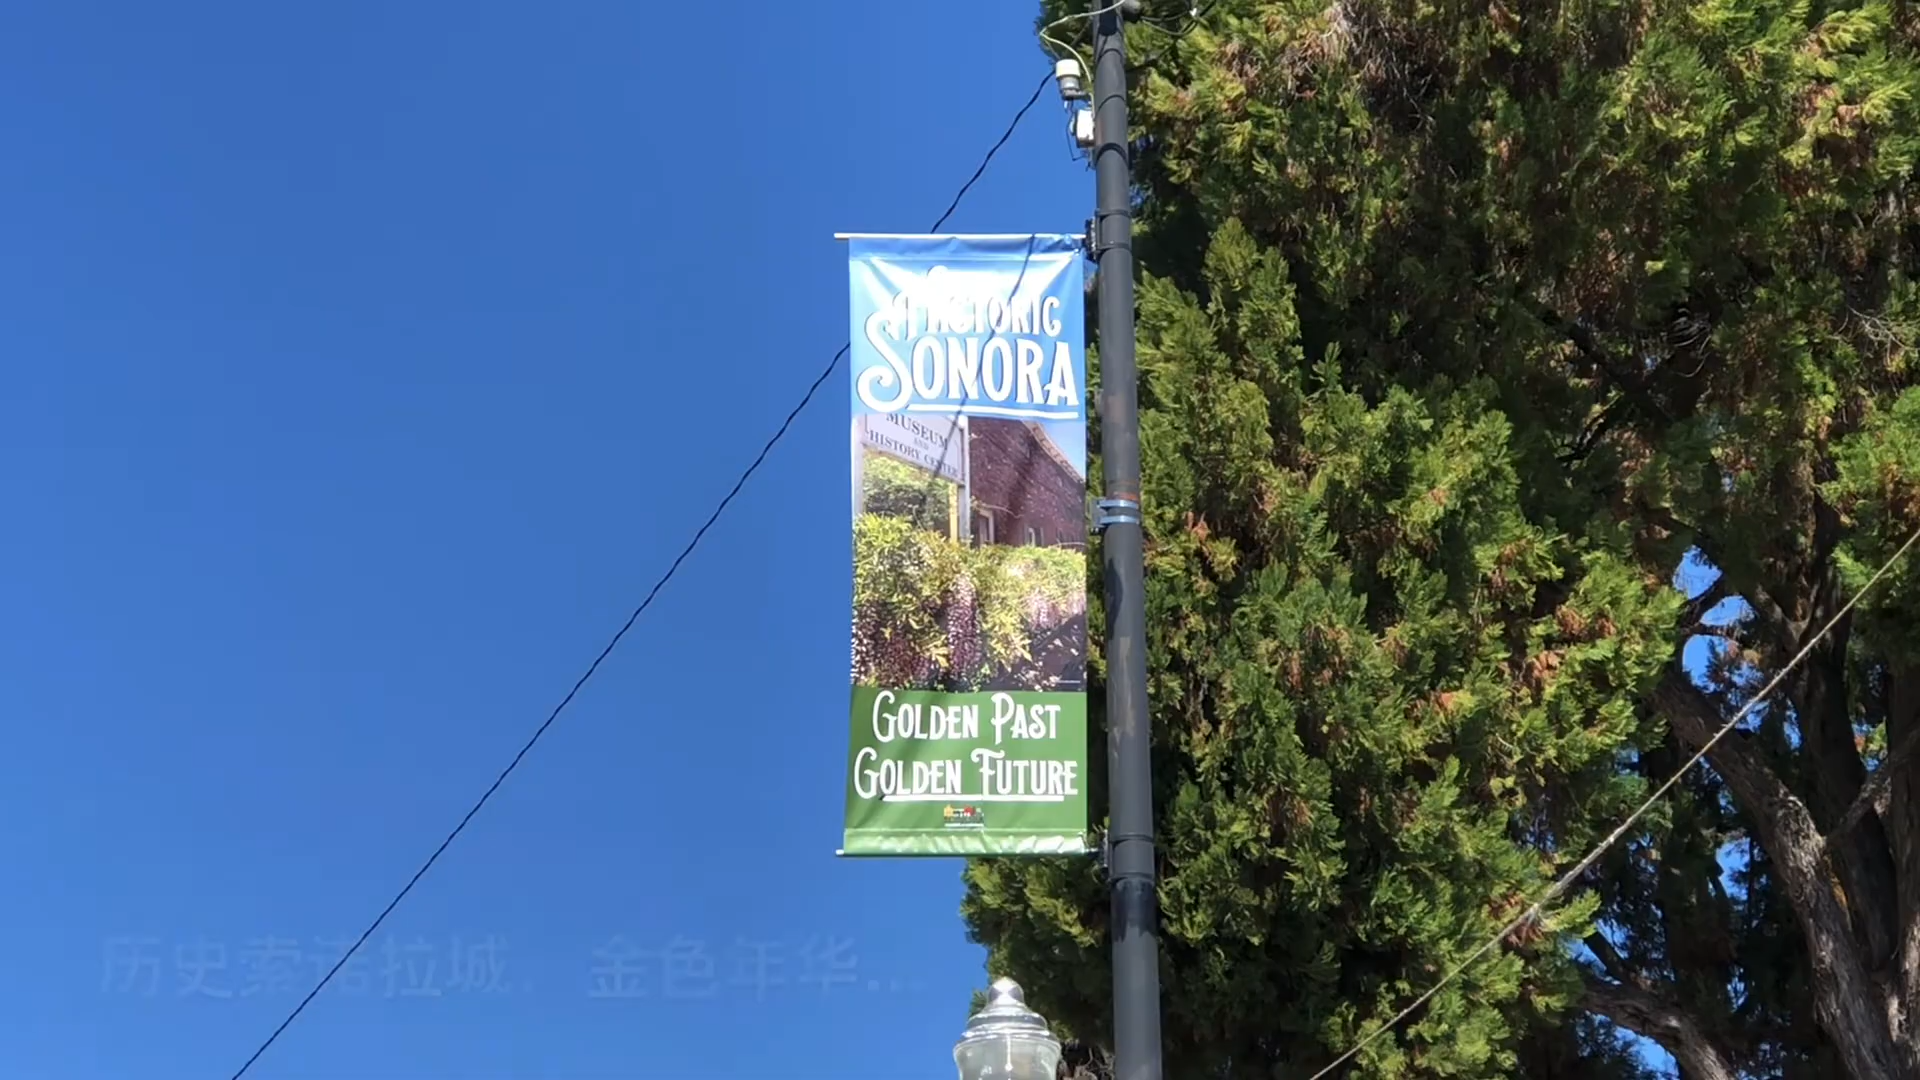 HISTORIC
SONORA
MUSEUM
AND
HISTORY CENTER
GOLDEN PAST
GOLDEN FUTURE
历史索诺拉城，金色年华...